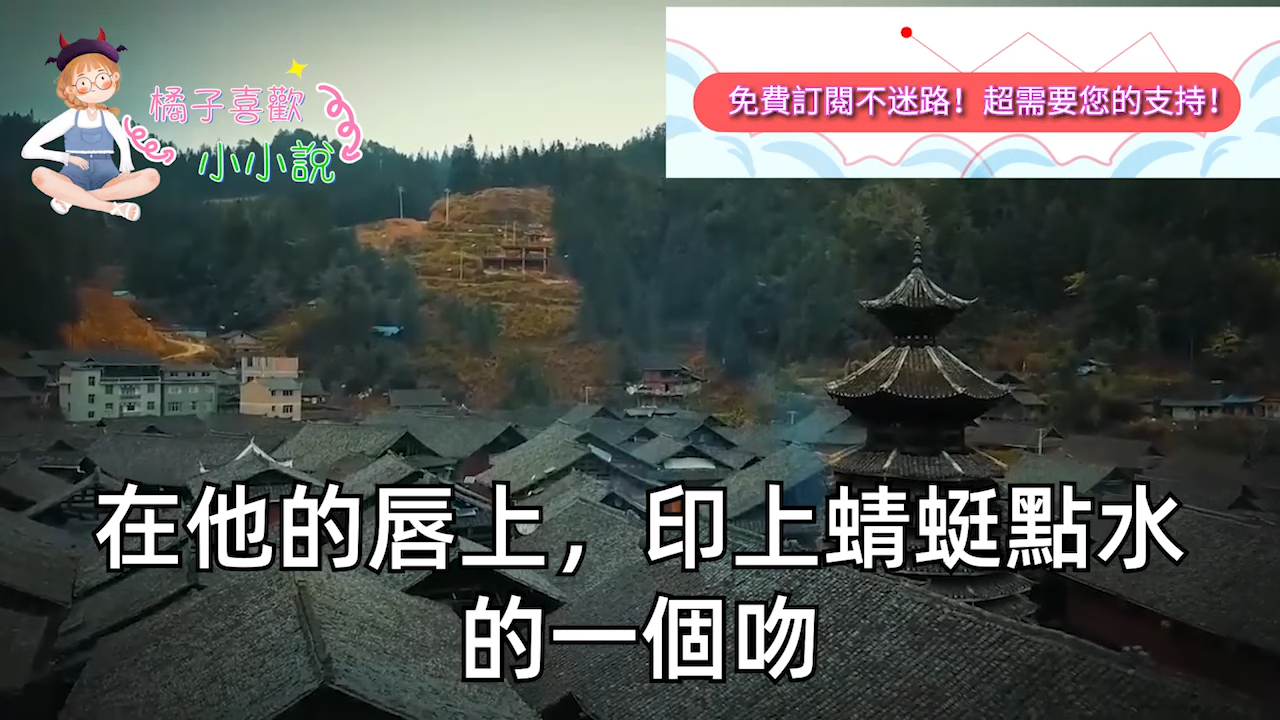 橘子喜歡
小小說
免費訂閱不迷路！超需要您的支持！
在他的唇上，印上蜻蜓點水
的一個吻